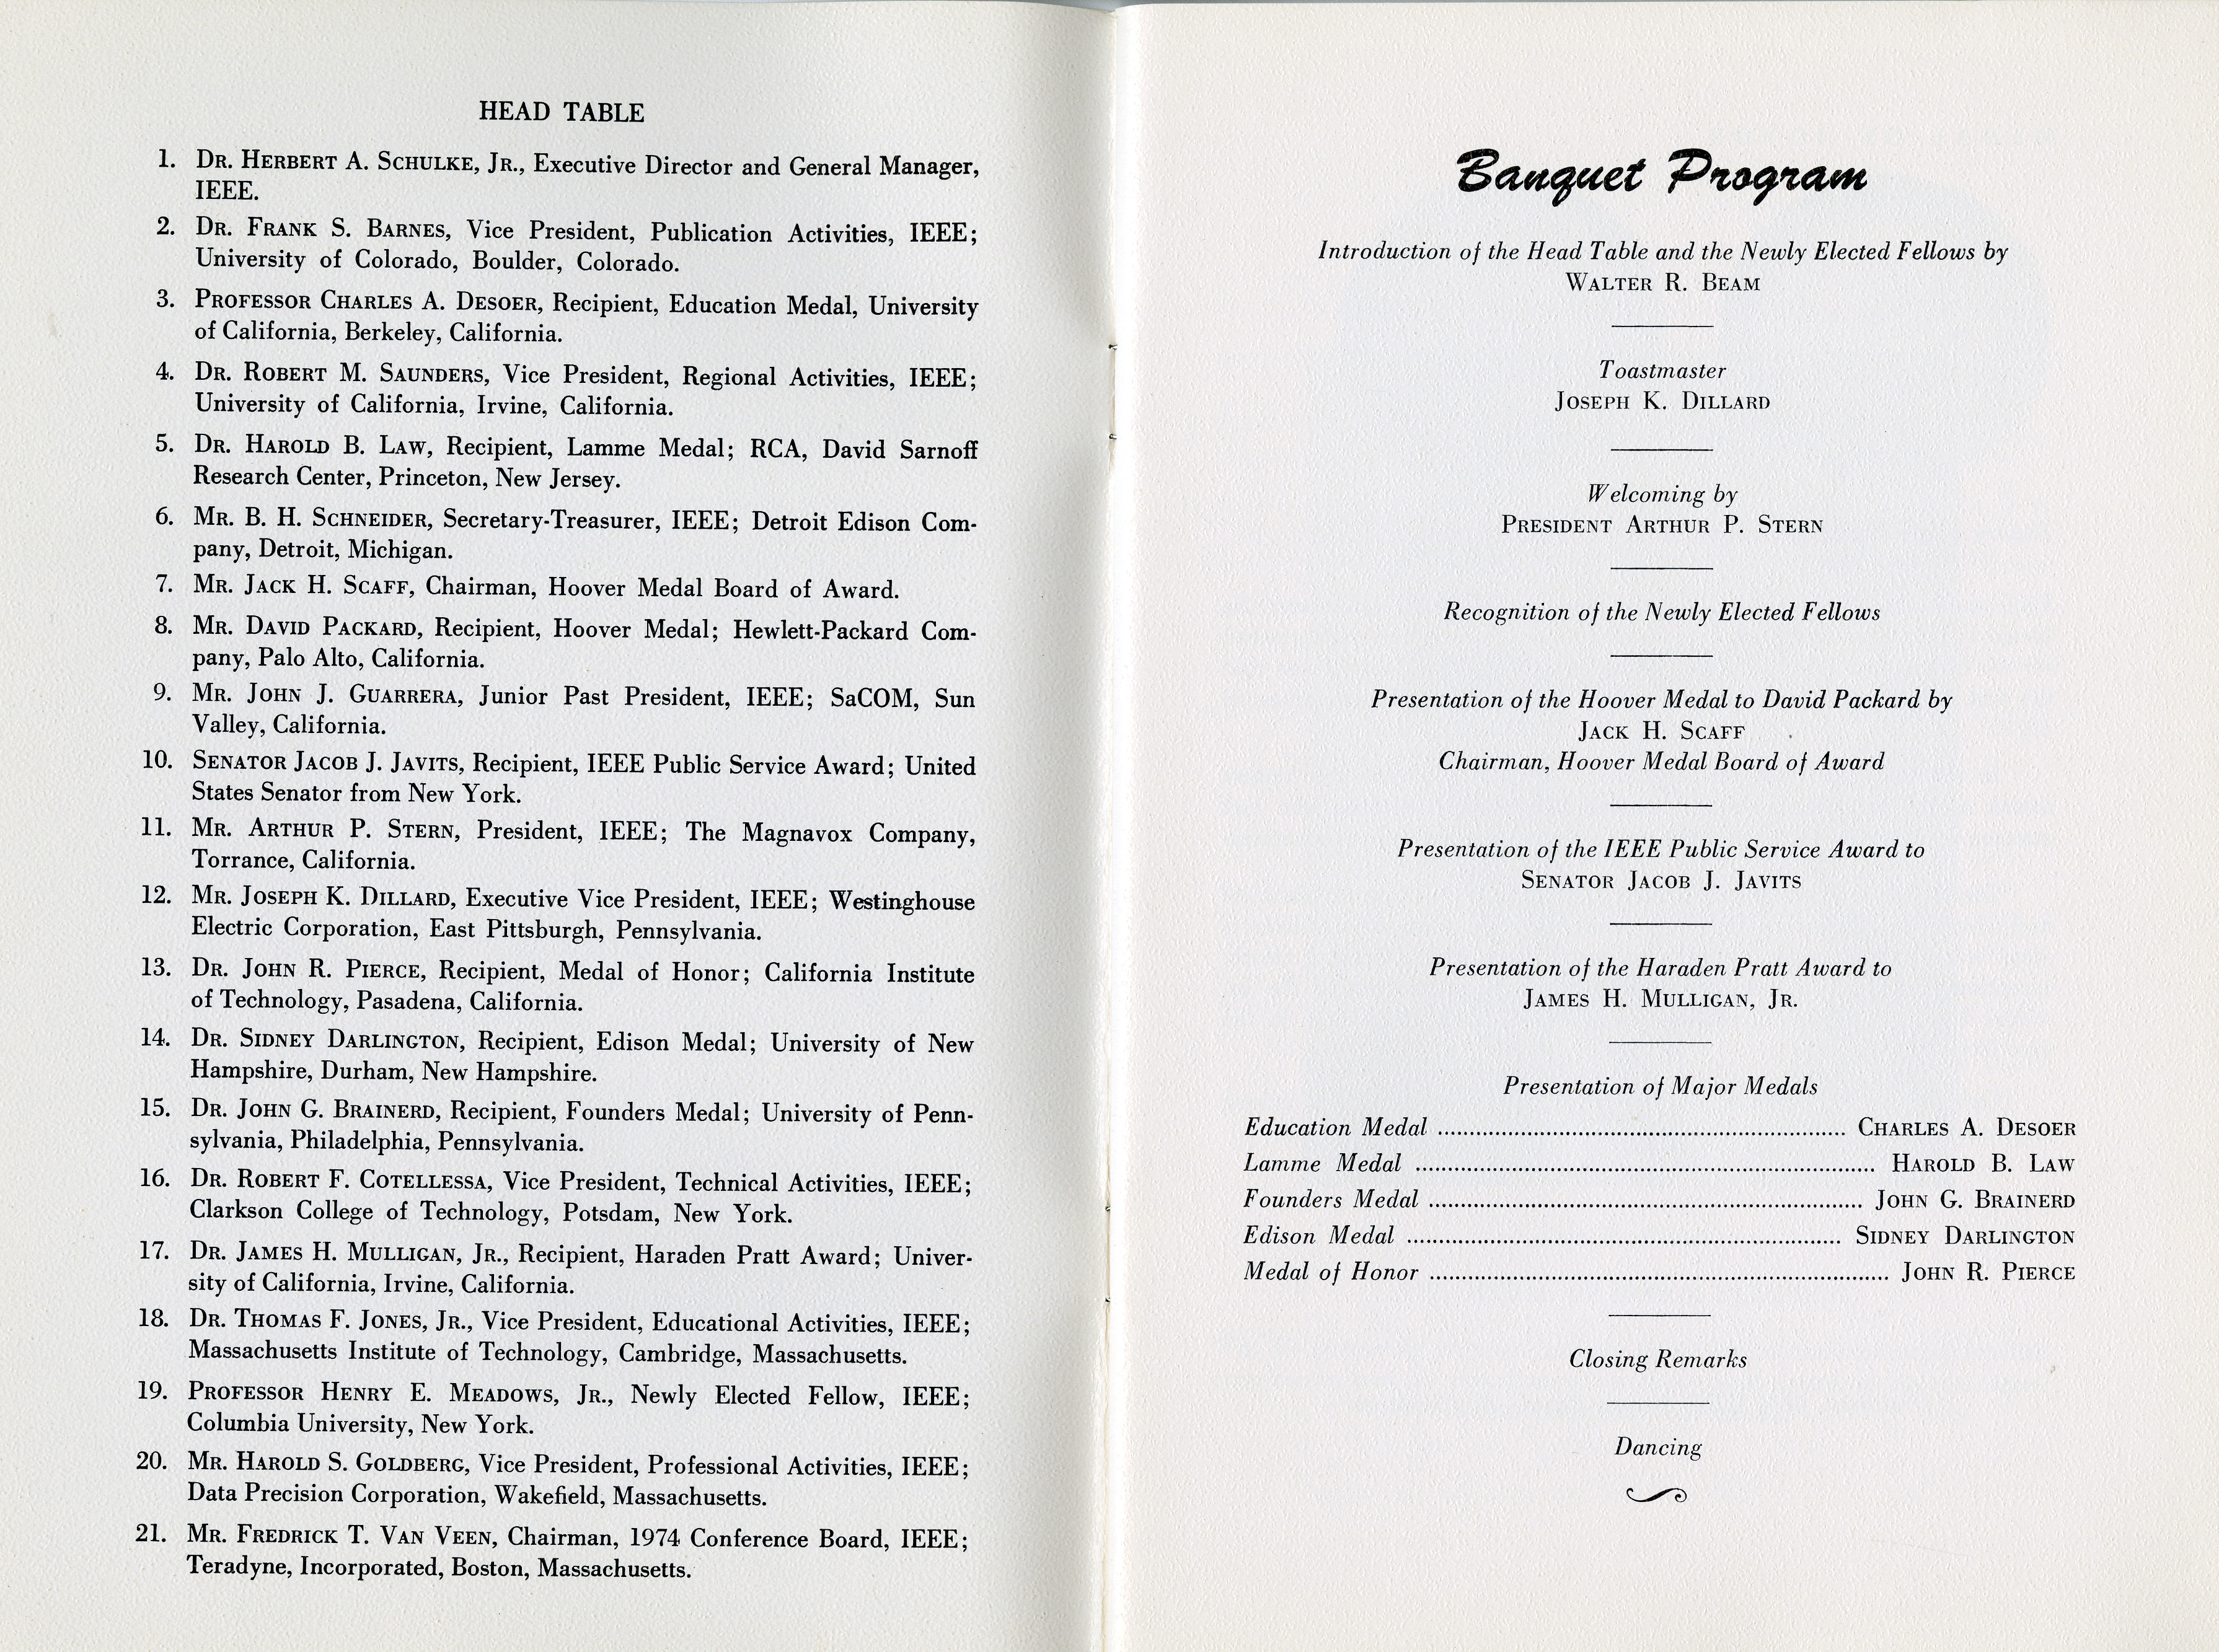 HEAD TABLE
1. DR. HERBERT A. SCHULKE, JR., Executive Director and General Manager,
IEEE.
2. DR. FRANK S. BARNES, Vice President, Publication Activities, IEEE;
University of Colorado, Boulder, Colorado.
3. PROFESSOR CHARLES A. DESOER, Recipient, Education Medal, University
of California, Berkeley, California.
4. DR. ROBERT M. SAUNDERS, Vice President, Regional Activities, IEEE;
University of California, Irvine, California.
5. DR. HAROLD B. LAW, Recipient, Lamme Medal; RCA, David Sarnoff
Research Center, Princeton, New Jersey.
6. MR. B. H. SCHNEIDER, Secretary-Treasurer, IEEE; Detroit Edison Com-
pany, Detroit, Michigan.
7. MR. JACK H. SCAFF, Chairman, Hoover Medal Board of Award.
8. MR. DAVID PACKARD, Recipient, Hoover Medal; Hewlett-Packard Com-
pany, Palo Alto, California.
9. MR. JOHN J. GUARRERA, Junior Past President, IEEE; SaCOM, Sun
Valley, California.
10. SENATOR JACOB J. JAVITS, Recipient, IEEE Public Service Award; United
States Senator from New York.
11. MR. ARTHUR P. STERN, President, IEEE; The Magnavox Company,
Torrance, California.
12. MR. JOSEPH K. DILLARD, Executive Vice President, IEEE; Westinghouse
Electric Corporation, East Pittsburgh, Pennsylvania.
13. DR. JOHN R. PIERCE, Recipient, Medal of Honor; California Institute
of Technology, Pasadena, California.
14. DR. SIDNEY DARLINGTON, Recipient, Edison Medal; University of New
Hampshire, Durham, New Hampshire.
15. DR. JOHN G. BRAINERD, Recipient, Founders Medal; University of Penn-
sylvania, Philadelphia, Pennsylvania.
16. DR. ROBERT F. COTELLESSA, Vice President, Technical Activities, IEEE;
Clarkson College of Technology, Potsdam, New York.
17. DR. JAMES H. MULLIGAN, JR., Recipient, Haraden Pratt Award; Univer-
sity of California, Irvine, California.
18. DR. THOMAS F. JONES, JR., Vice President, Educational Activities, IEEE;
Massachusetts Institute of Technology, Cambridge, Massachusetts.
19. PROFESSOR HENRY E. MEADOWS, JR., Newly Elected Fellow, IEEE;
Columbia University, New York.
20. MR. HAROLD S. GOLDBERG, Vice President, Professional Activities, IEEE;
Data Precision Corporation, Wakefield, Massachusetts.
21. MR. FREDRICK T. VAN VEEN, Chairman, 1974 Conference Board, IEEE;
Teradyne, Incorporated, Boston, Massachusetts.
Banquet Program
Introduction of the Head Table and the Newly Elected Fellows by
WALTER R. BEAM
Toastmaster
JOSEPH K. DILLARD
Welcoming by
PRESIDENT ARTHUR P. STERN
Recognition of the Newly Elected Fellows
Presentation of the Hoover Medal to David Packard by
JACK H. SCAFF
Chairman, Hoover Medal Board of Award
Presentation of the IEEE Public Service Award to
SENATOR JACOB J. JAVITS
Presentation of the Haraden Pratt Award to
JAMES H. MULLIGAN, JR.
Presentation of Major Medals
Education Medal ........ CHARLES A. DESOER
Lamme Medal ........ HAROLD B. LAW
Founders Medal ........ JOHN G. BRAINERD
Edison Medal ........ SIDNEY DARLINGTON
Medal of Honor ........ JOHN R. PIERCE
Closing Remarks
Dancing